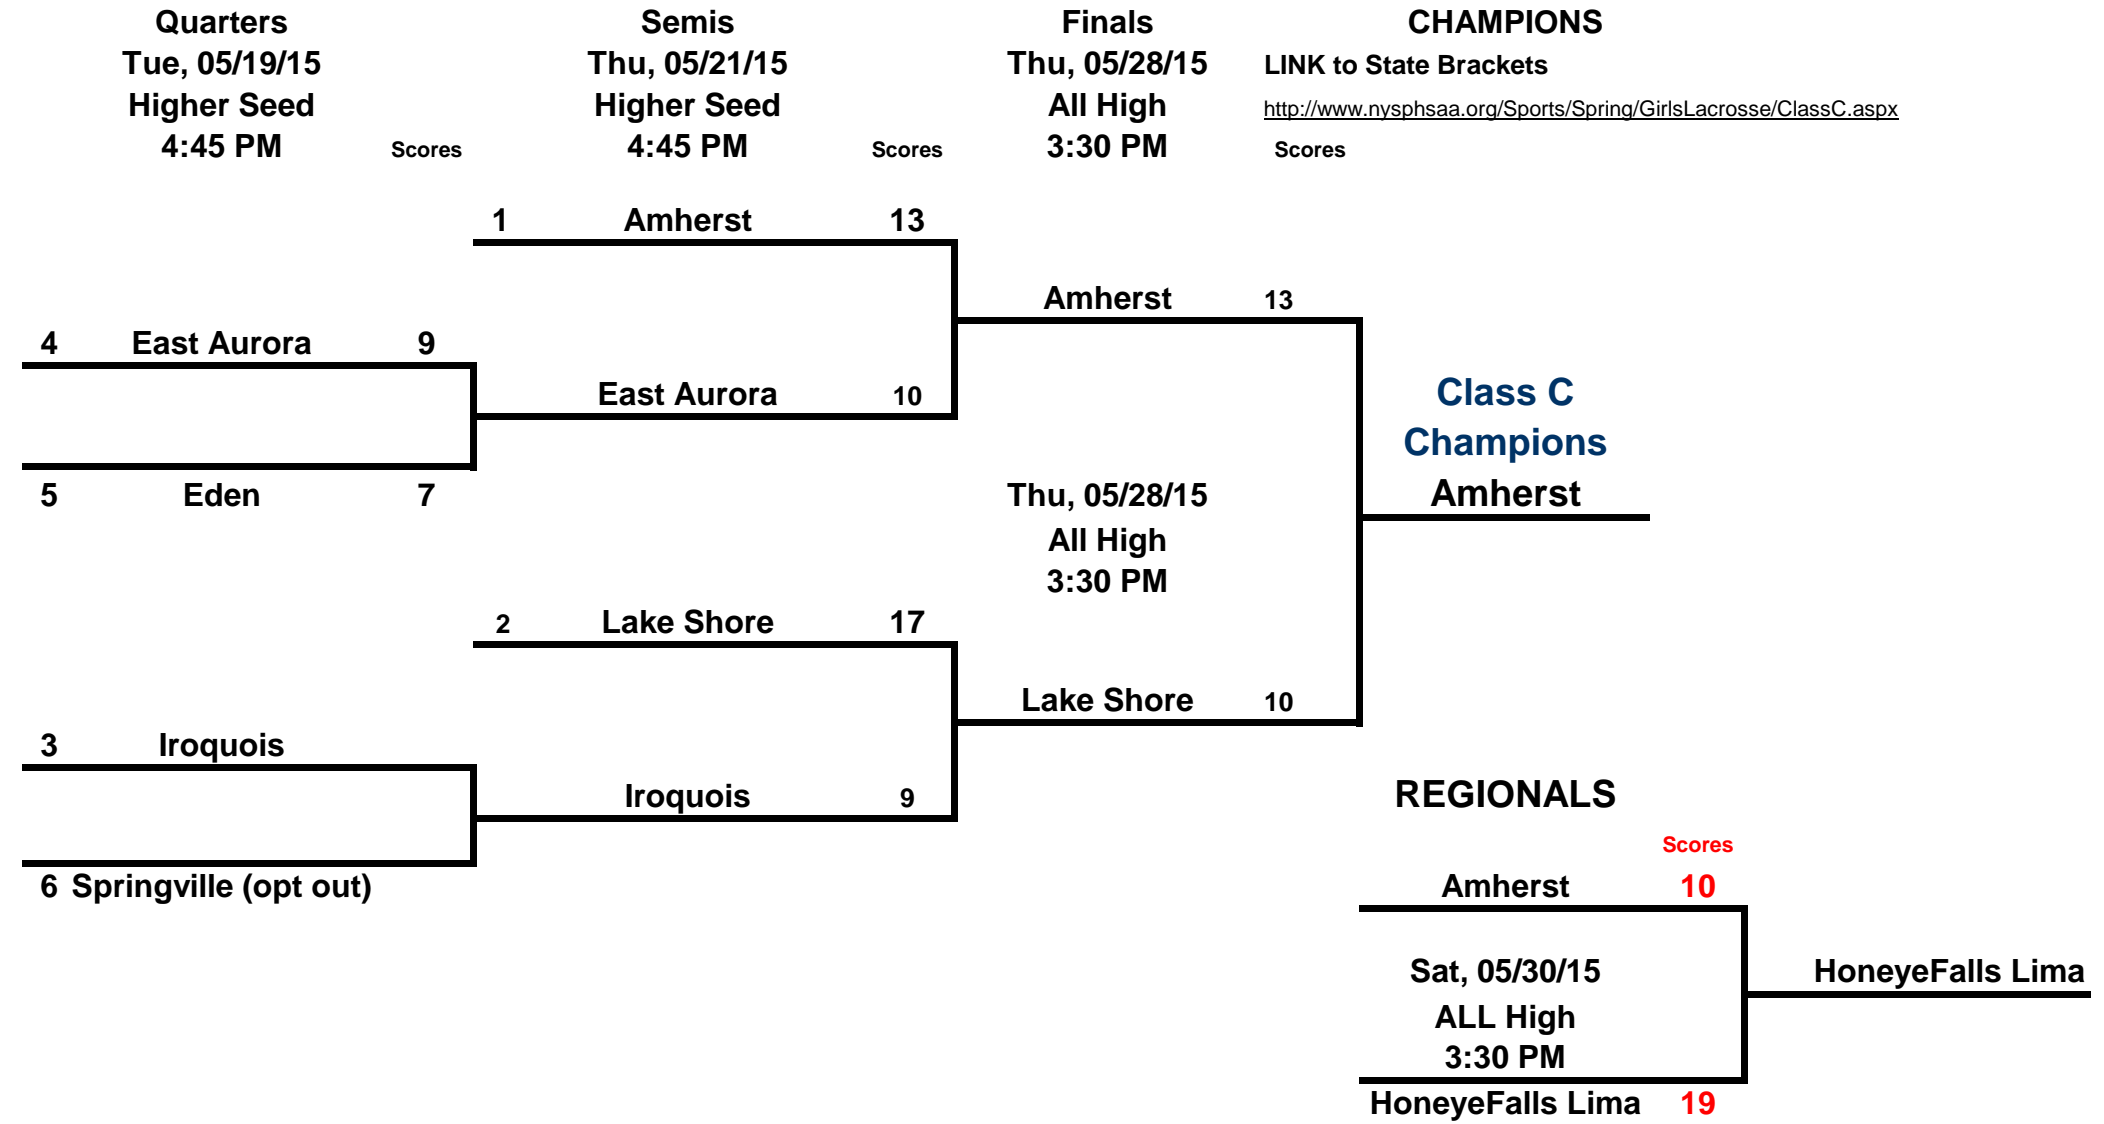 Quarters Semis Finals CHAMPIONS
Tue, 05/19/15 Thu, 05/21/15 Thu, 05/28/15 LINK to State Brackets
Higher Seed Higher Seed All High http://www.nysphsaa.org/Sports/Spring/GirlsLacrosse/ClassC.aspx
4:45 PM Scores 4:45 PM Scores 3:30 PM Scores
1 Amherst 13
Amherst 13
4 East Aurora 9
East Aurora 10 Class C
Champions
5 Eden 7 Thu, 05/28/15 Amherst
All High
3:30 PM
2 Lake Shore 17
Lake Shore 10
3 Iroquois
Iroquois 9 REGIONALS
Scores
6 Springville (opt out) Amherst 10
Sat, 05/30/15 HoneyeFalls Lima
ALL High
3:30 PM
HoneyeFalls Lima 19